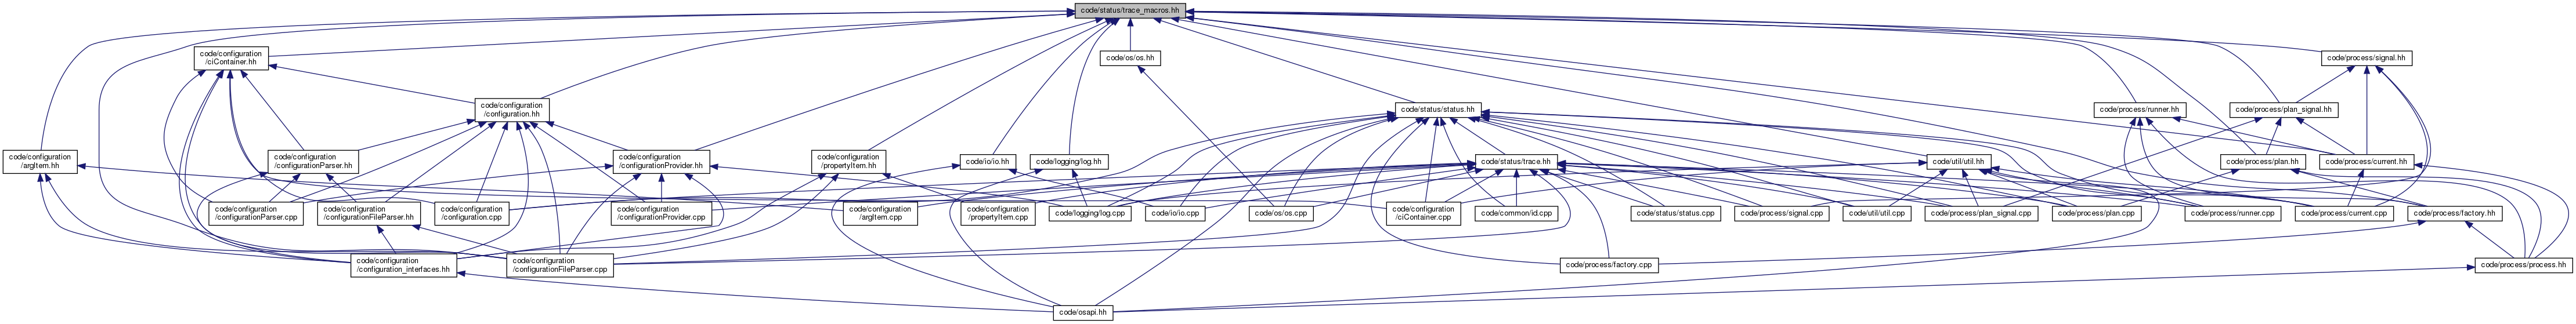 code/status/trace_macros.hh
code/configuration
/ciContainer.hh
code/os/os.hh
code/process/signal.hh
code/configuration
/configuration.hh
code/status/status.hh
code/process/runner.hh
code/process/plan_signal.hh
code/configuration
/argItem.hh
code/configuration
/configurationParser.hh
code/configuration
/configurationProvider.hh
code/configuration
/propertyItem.hh
code/io/io.hh
code/logging/log.hh
code/status/trace.hh
code/util/util.hh
code/process/plan.hh
code/process/current.hh
code/configuration
/configurationParser.cpp
code/configuration
/configurationFileParser.hh
code/configuration
/configuration.cpp
code/configuration
/configurationProvider.cpp
code/configuration
/argItem.cpp
code/configuration
/propertyItem.cpp
code/logging/log.cpp
code/io/io.cpp
code/os/os.cpp
code/configuration
/ciContainer.cpp
code/common/id.cpp
code/status/status.cpp
code/process/signal.cpp
code/util/util.cpp
code/process/plan_signal.cpp
code/process/plan.cpp
code/process/runner.cpp
code/process/current.cpp
code/process/factory.hh
code/configuration
/configuration_interfaces.hh
code/configuration
/configurationFileParser.cpp
code/process/factory.cpp
code/process/process.hh
code/osapi.hh